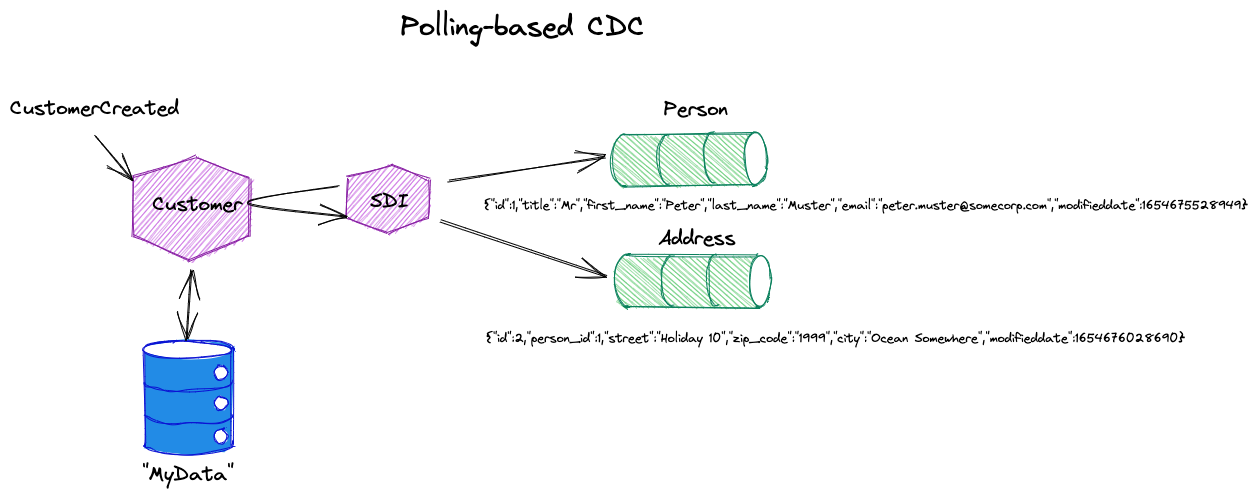 Polling-based CDC
CustomerCreated
Person
Customer
SDI
{"id":1,"title":"Mr","first_name":"Peter","last_name":"Muster","email":"peter.muster@somecorp.com","modifieddate":1654675528949}
Address
{"id":2,"person_id":1,"street":"Holiday 10","zip_code":"1999","city":"Ocean Somewhere","modifieddate":1654676028690}
"MyData"